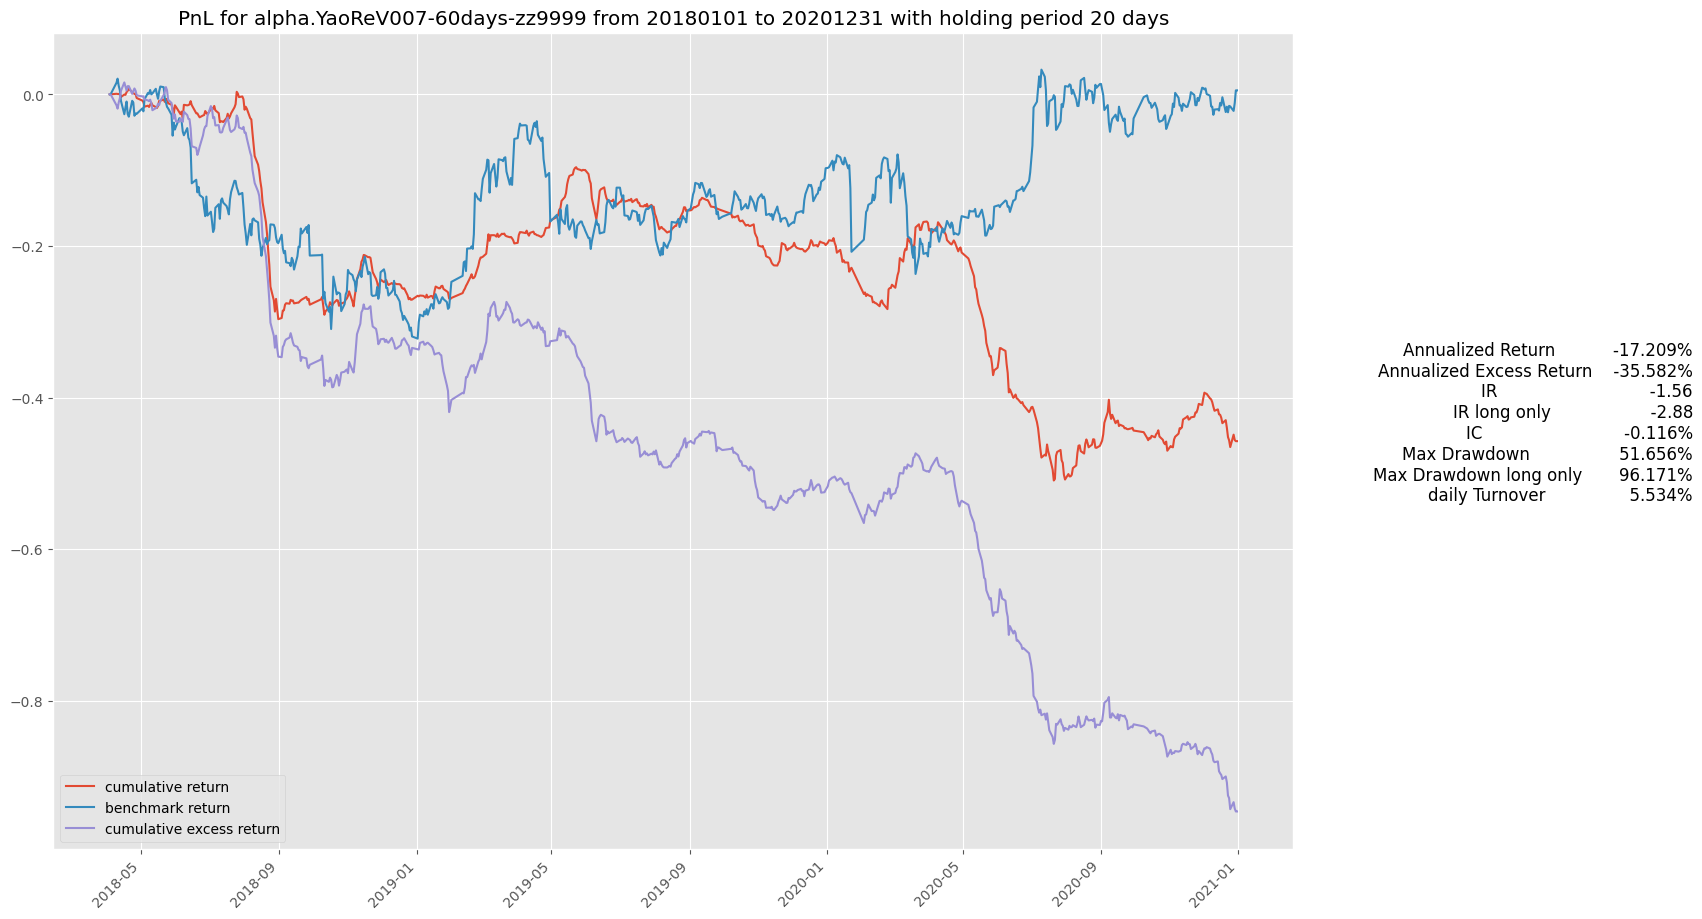 PnL for alpha.YaoReV007-60days-zz9999 from 20180101 to 20201231 with holding period 20 days
0.0
−0.2
−0.4
−0.6
−0.8
Annualized Return -17.209%
Annualized Excess Return -35.582%
IR -1.56
IR long only -2.88
IC -0.116%
Max Drawdown 51.656%
Max Drawdown long only 96.171%
daily Turnover 5.534%
cumulative return
benchmark return
cumulative excess return
2018-05
2018-09
2019-01
2019-05
2019-09
2020-01
2020-05
2020-09
2021-01